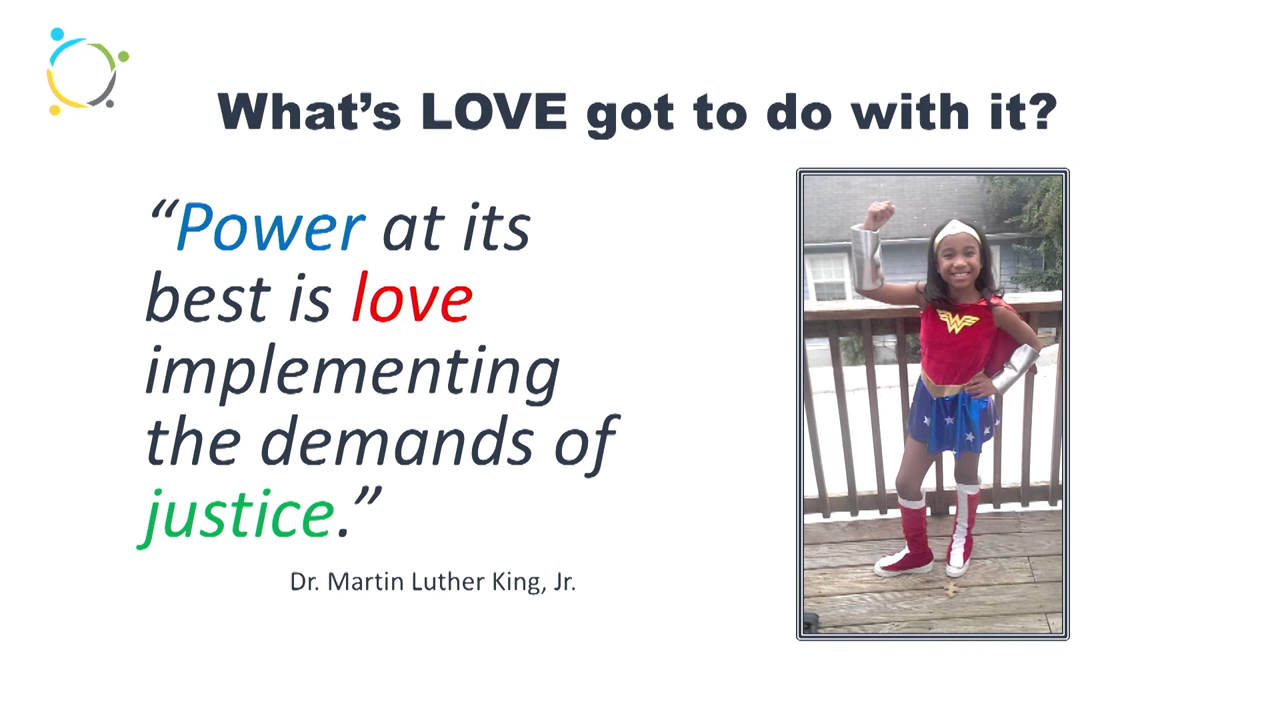 What’s LOVE got to do with it?
“Power at its
best is love
implementing
the demands of
justice.”
Dr. Martin Luther King, Jr.